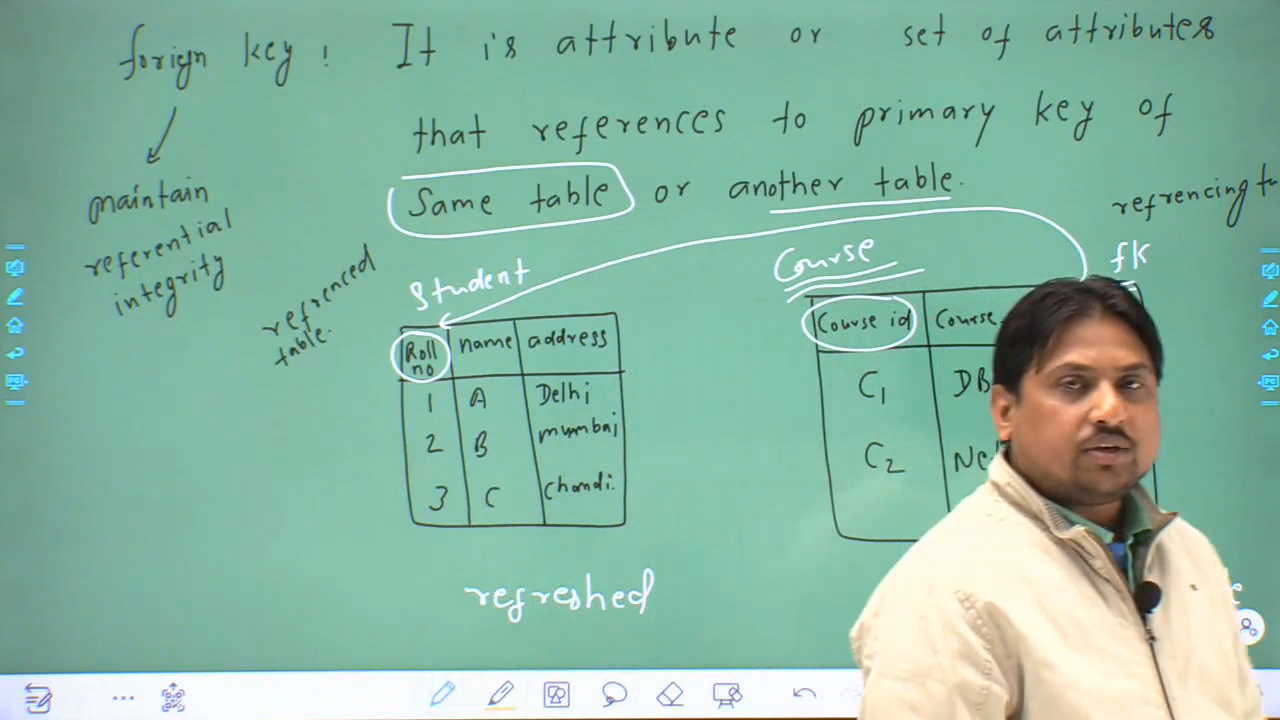 forign key : It is attribute or set of attributes
that references to primary key of
Same table or another table.
maintain
referential
integrity
refrenced
table.
refrencing
Student
Roll no name address
1 A Delhi
2 B mumbai
3 C Chandi.
refreshed
Course
fk
Course id Course
C1 DB
C2